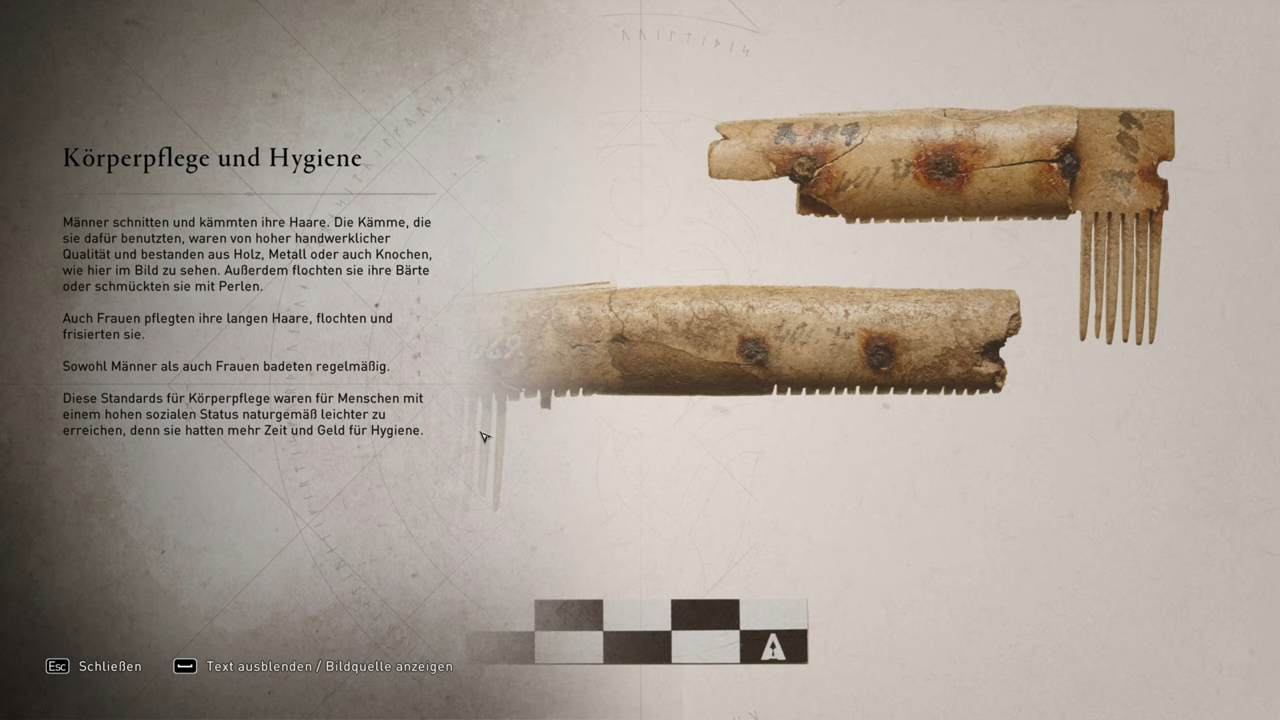 Körperpflege und Hygiene
Männer schnitten und kämmten ihre Haare. Die Kämme, die
sie dafür benutzten, waren von hoher handwerklicher
Qualität und bestanden aus Holz, Metall oder auch Knochen,
wie hier im Bild zu sehen. Außerdem flochten sie ihre Bärte
oder schmückten sie mit Perlen.
Auch Frauen pflegten ihre langen Haare, flochten und
frisierten sie.
Sowohl Männer als auch Frauen badeten regelmäßig.
Diese Standards für Körperpflege waren für Menschen mit
einem hohen sozialen Status naturgemäß leichter zu
erreichen, denn sie hatten mehr Zeit und Geld für Hygiene.
Esc Schließen
Text ausblenden / Bildquelle anzeigen